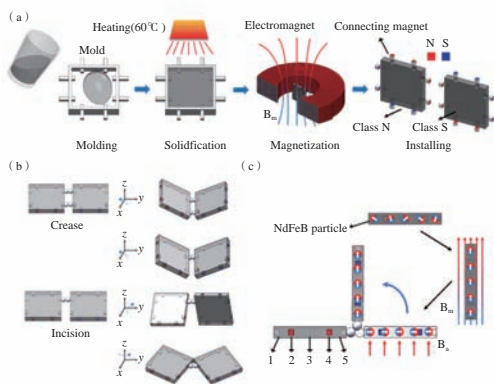 (a)
Heating(60℃)
Electromagnet
Connecting magnet
N S
Mold
Bm
Class N
Class S
Molding
Solidfication
Magnetization
Installing
(b)
z
y
x
Crease
z
y
x
z
y
x
Incision
z
y
x
(c)
NdFeB particle
Bm
Ba
1 2 3 4 5